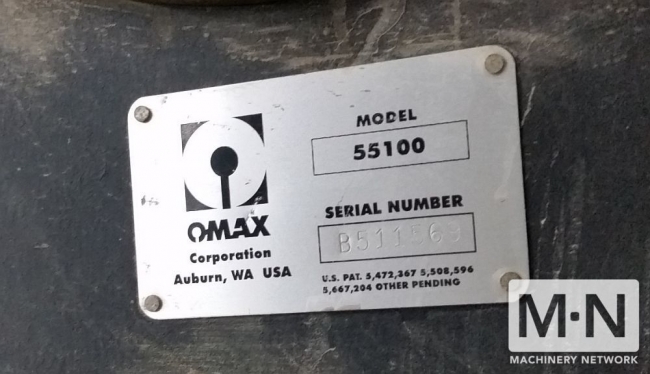 OMAX
Corporation
Auburn, WA USA
MODEL
55100
SERIAL NUMBER
U.S. PAT. 5,472,367 5,508,596
5,667,204 OTHER PENDING
M·N
MACHINERY NETWORK